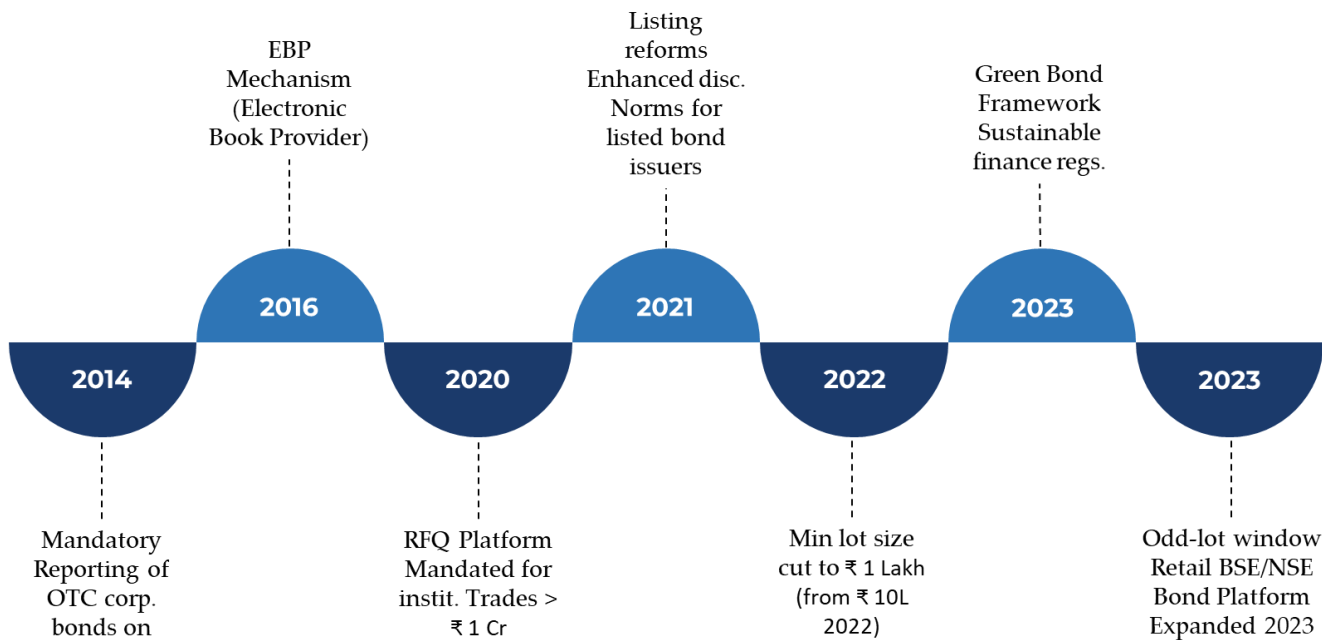 EBP
Mechanism
(Electronic
Book Provider)
Listing
reforms
Enhanced disc.
Norms for
listed bond
issuers
Green Bond
Framework
Sustainable
finance regs.
2016
2021
2023
2014
2020
2022
2023
Mandatory
Reporting of
OTC corp.
bonds on
RFQ Platform
Mandated for
instit. Trades >
₹ 1 Cr
Min lot size
cut to ₹ 1 Lakh
(from ₹ 10L
2022)
Odd-lot window
Retail BSE/NSE
Bond Platform
Expanded 2023